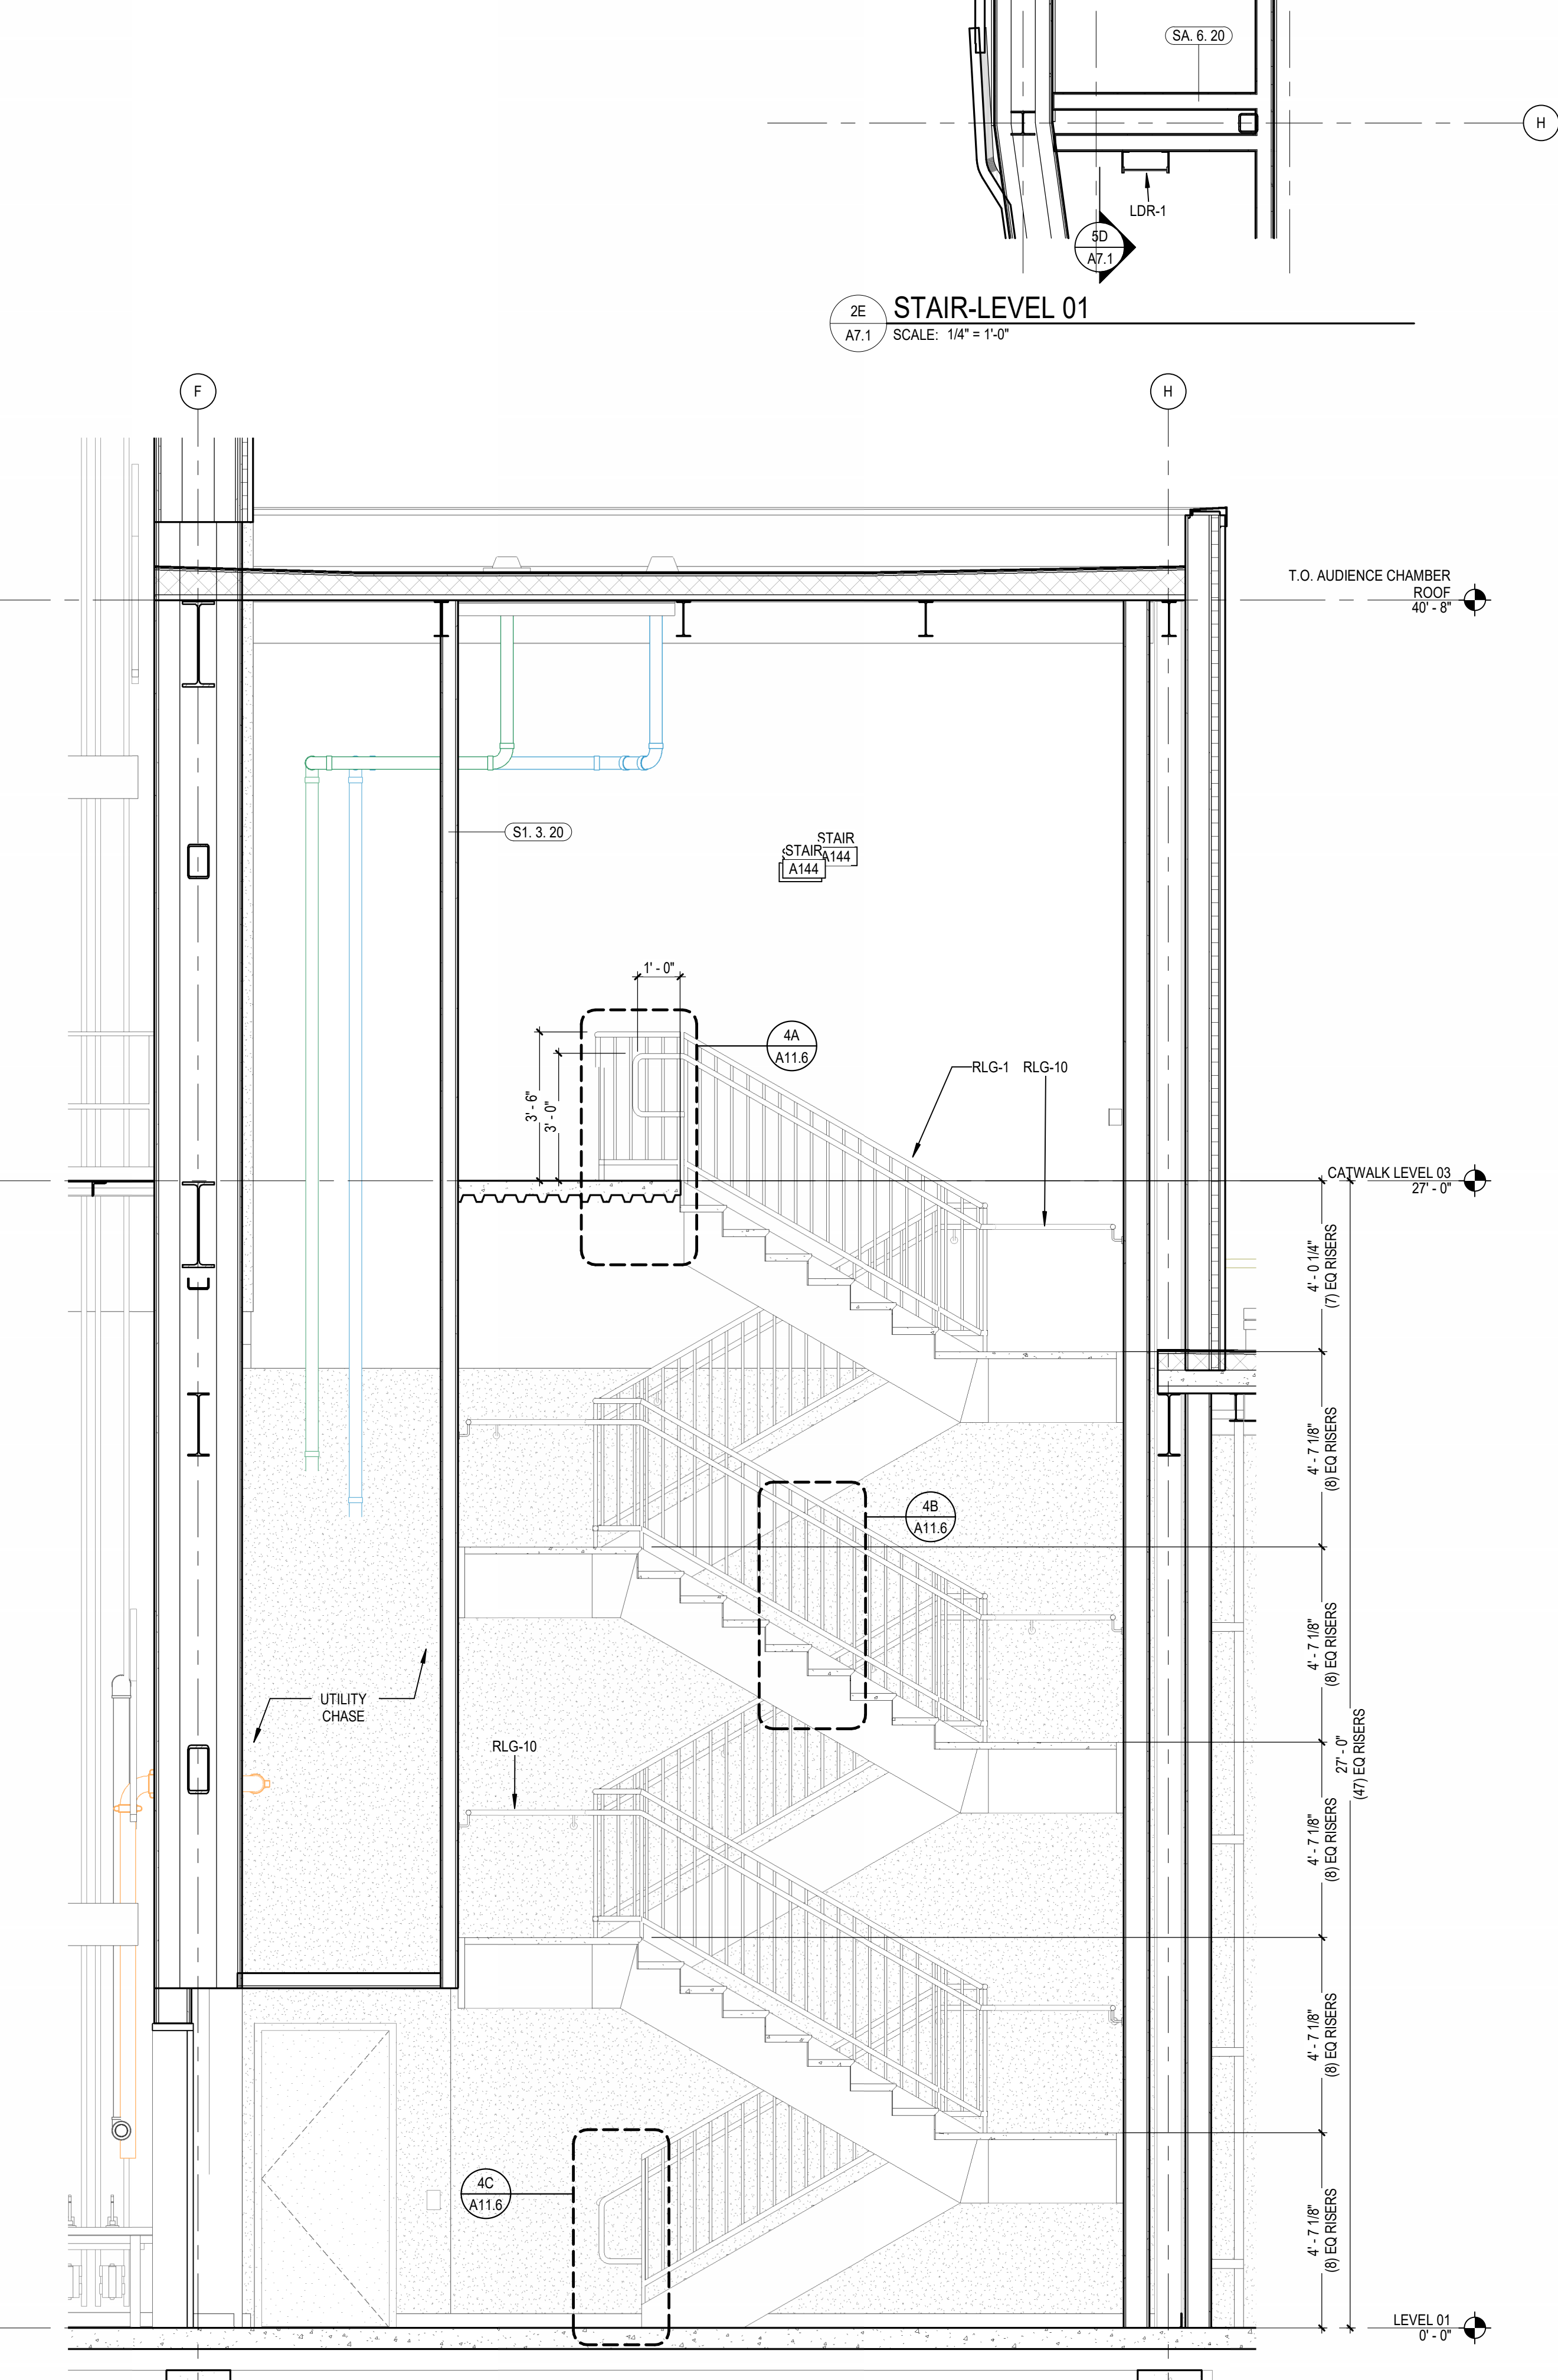 SA. 6. 20
H
LDR-1
5D
A7.1
2E
A7.1
STAIR-LEVEL 01
SCALE: 1/4" = 1'-0"
F
H
T.O. AUDIENCE CHAMBER
ROOF
40' - 8"
S1. 3. 20
STAIR
A144
STAIR
A144
1' - 0"
4A
A11.6
RLG-1
RLG-10
3' - 6"
3' - 0"
CATWALK LEVEL 03
27' - 0"
4' - 0 1/4"
(7) EQ RISERS
4' - 7 1/8"
(8) EQ RISERS
4B
A11.6
4' - 7 1/8"
(8) EQ RISERS
UTILITY
CHASE
RLG-10
27' - 0"
(47) EQ RISERS
4' - 7 1/8"
(8) EQ RISERS
4' - 7 1/8"
(8) EQ RISERS
4C
A11.6
4' - 7 1/8"
(8) EQ RISERS
LEVEL 01
0' - 0"